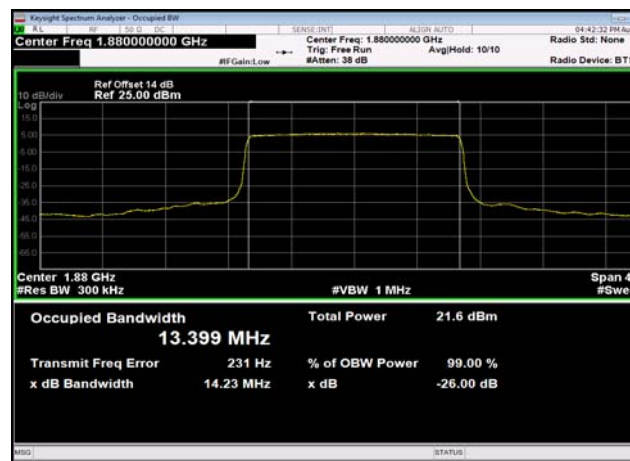 Keysight Spectrum Analyzer - Occupied BW
RL RF 50 Ω DC SENSE:INT ALIGN AUTO 04:42:32 PM Au
Center Freq 1.880000000 GHz Center Freq: 1.880000000 GHz Radio Std: None
Trig: Free Run Avg|Hold: 10/10
#IFGain:Low #Atten: 38 dB Radio Device: BTS
Ref Offset 14 dB
10 dB/div Ref 25.00 dBm
Log
15.0
5.00
-5.00
-15.0
-25.0
-35.0
-45.0
-55.0
-65.0
Center 1.88 GHz Span 4
#Res BW 300 kHz #VBW 1 MHz #Swe
Occupied Bandwidth Total Power 21.6 dBm
13.399 MHz
Transmit Freq Error 231 Hz % of OBW Power 99.00 %
x dB Bandwidth 14.23 MHz x dB -26.00 dB
MSG STATUS